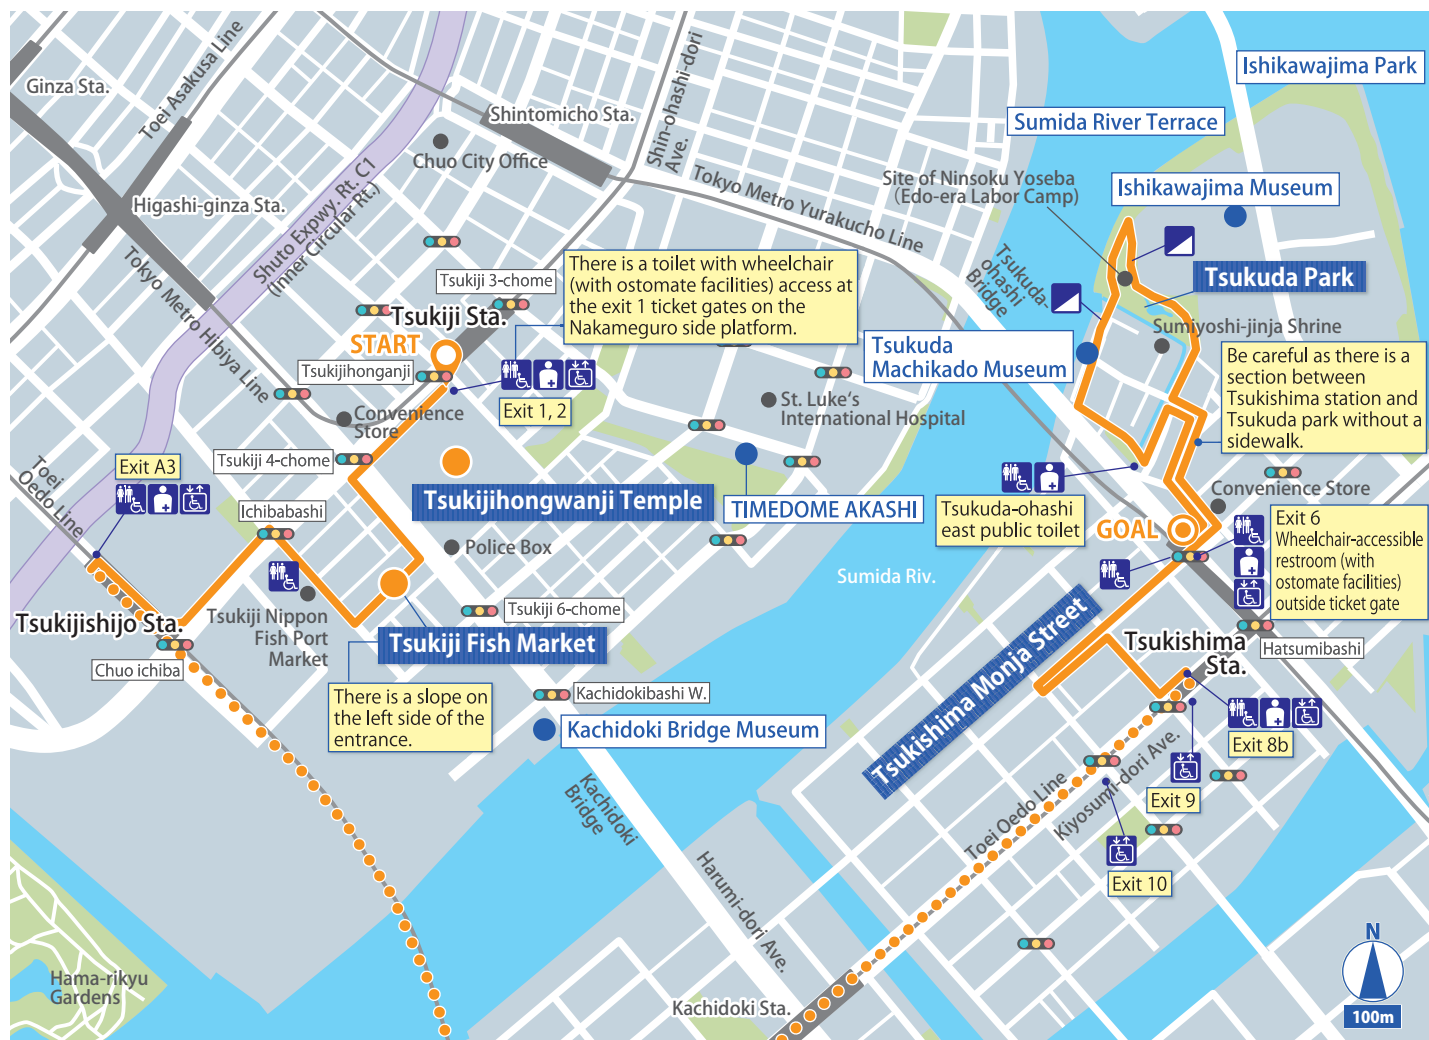 Ginza Sta.
Toei Asakusa Line
Shintomicho Sta.
Chuo City Office
Shin-ohashi-dori
Ave.
Ishikawajima Park
Sumida River Terrace
Site of Ninsoku Yoseba
(Edo-era Labor Camp)
Ishikawajima Museum
Tokyo Metro Yurakucho Line
Higashi-ginza Sta.
Shuto Expwy. Rt. C1
(Inner Circular Rt.)
Tokyo Metro Hibiya Line
Tsukiji 3-chome
Tsukiji Sta.
START
Tsukijihonganji
There is a toilet with wheelchair
(with ostomate facilities) access at
the exit 1 ticket gates on the
Nakameguro side platform.
Exit 1, 2
Tsukuda-
ohashi
Bridge
Tsukuda Park
Sumiyoshi-jinja Shrine
Tsukuda
Machikado Museum
Be careful as there is a
section between
Tsukishima station and
Tsukuda park without a
sidewalk.
St. Luke's
International Hospital
Convenience
Store
Tsukiji 4-chome
Toei
Oedo Line
Exit A3
Ichibabashi
Tsukijihongwanji Temple
TIMEDOME AKASHI
Tsukuda-ohashi
east public toilet
Convenience Store
GOAL
Exit 6
Wheelchair-accessible
restroom (with
ostomate facilities)
outside ticket gate
Police Box
Sumida Riv.
Tsukijishijo Sta.
Chuo ichiba
Tsukiji Nippon
Fish Port
Market
Tsukiji 6-chome
Tsukiji Fish Market
There is a slope on
the left side of the
entrance.
Kachidokibashi W.
Kachidoki Bridge Museum
Tsukishima Monja Street
Tsukishima
Sta.
Hatsumibashi
Exit 8b
Exit 9
Exit 10
Kachidoki
Bridge
Harumi-dori Ave.
Toei Oedo Line
Kiyosumi-dori Ave.
Kachidoki Sta.
Hama-rikyu
Gardens
N
100m